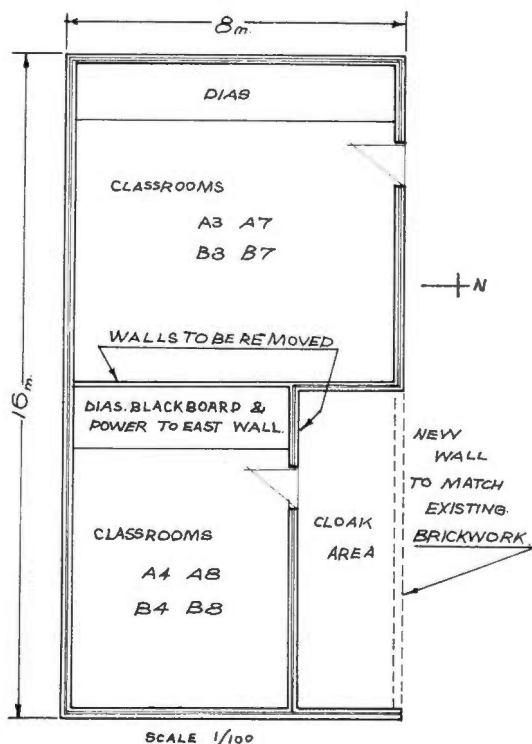 8m.
DIAS
CLASSROOMS
A3 A7
B3 B7
N
WALLS TO BE REMOVED
16m.
DIAS. BLACKBOARD &
POWER TO EAST WALL.
NEW
WALL
TO MATCH
EXISTING.
BRICKWORK
CLASSROOMS
A4 A8
B4 B8
CLOAK
AREA
SCALE 1/100